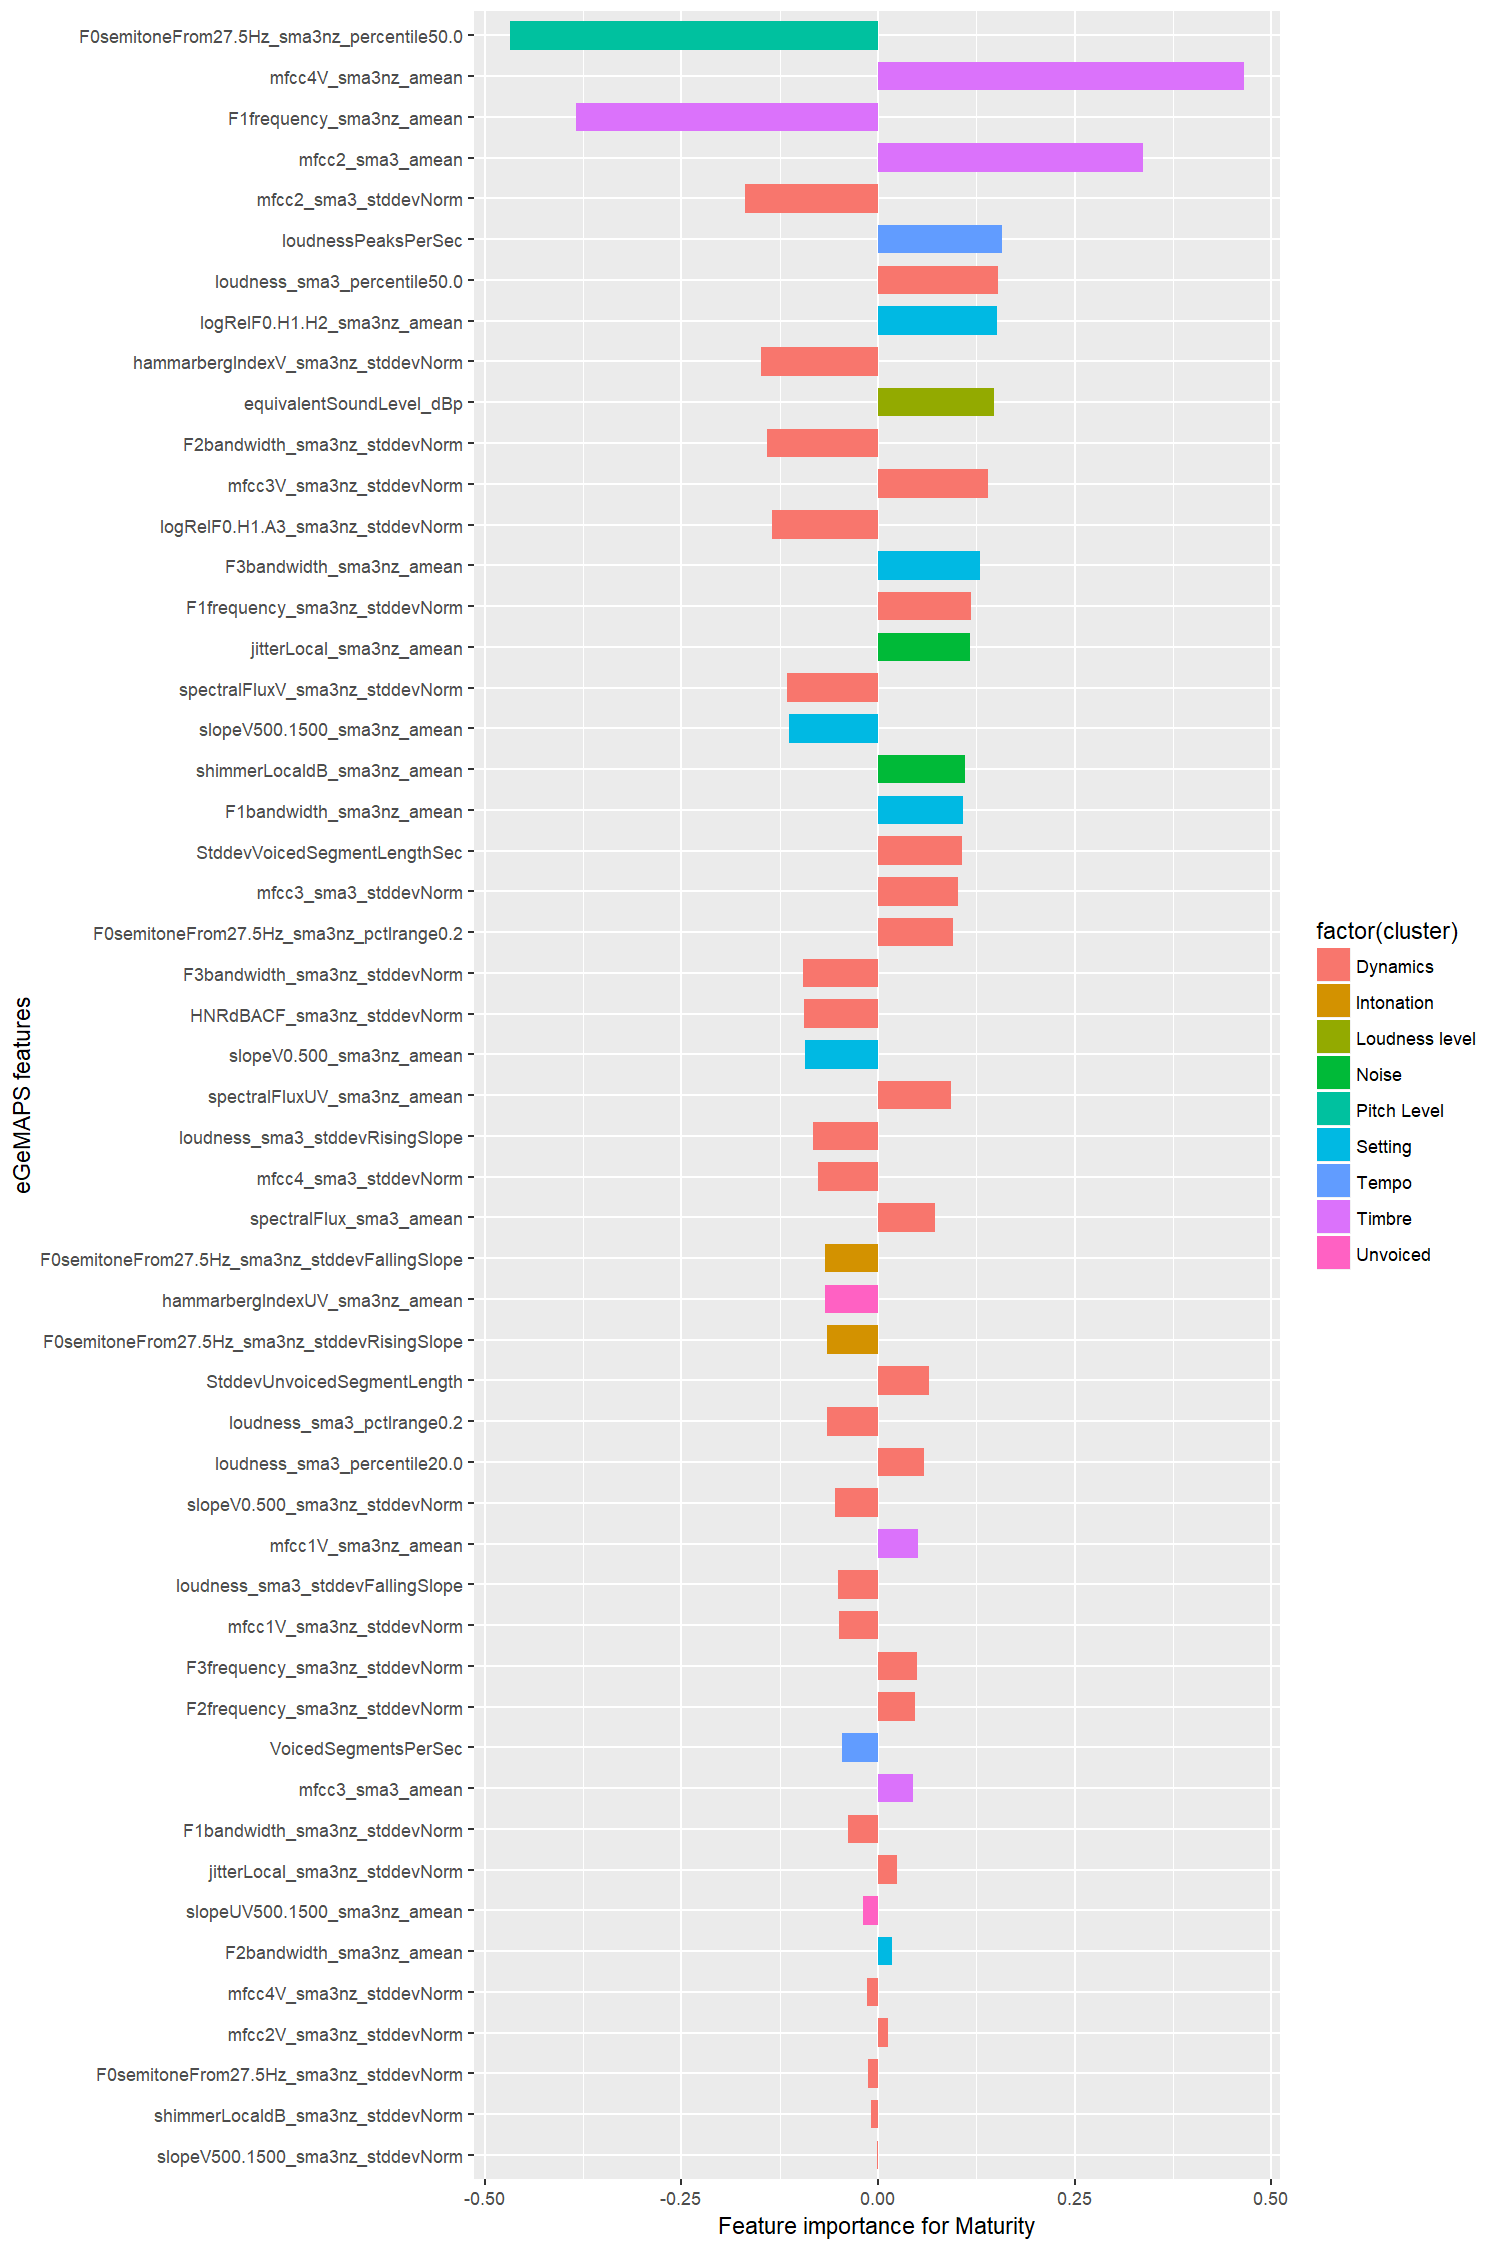 F0semitoneFrom27.5Hz_sma3nz_percentile50.0
mfcc4V_sma3nz_amean
F1frequency_sma3nz_amean
mfcc2_sma3_amean
mfcc2_sma3_stddevNorm
loudnessPeaksPerSec
loudness_sma3_percentile50.0
logRelF0.H1.H2_sma3nz_amean
hammarbergIndexV_sma3nz_stddevNorm
equivalentSoundLevel_dBp
F2bandwidth_sma3nz_stddevNorm
mfcc3V_sma3nz_stddevNorm
logRelF0.H1.A3_sma3nz_stddevNorm
F3bandwidth_sma3nz_amean
F1frequency_sma3nz_stddevNorm
jitterLocal_sma3nz_amean
spectralFluxV_sma3nz_stddevNorm
slopeV500.1500_sma3nz_amean
shimmerLocaldB_sma3nz_amean
F1bandwidth_sma3nz_amean
StddevVoicedSegmentLengthSec
mfcc3_sma3_stddevNorm
F0semitoneFrom27.5Hz_sma3nz_pctlrange0.2
F3bandwidth_sma3nz_stddevNorm
HNRdBACF_sma3nz_stddevNorm
slopeV0.500_sma3nz_amean
spectralFluxUV_sma3nz_amean
loudness_sma3_stddevRisingSlope
mfcc4_sma3_stddevNorm
spectralFlux_sma3_amean
F0semitoneFrom27.5Hz_sma3nz_stddevFallingSlope
hammarbergIndexUV_sma3nz_amean
F0semitoneFrom27.5Hz_sma3nz_stddevRisingSlope
StddevUnvoicedSegmentLength
loudness_sma3_pctlrange0.2
loudness_sma3_percentile20.0
slopeV0.500_sma3nz_stddevNorm
mfcc1V_sma3nz_amean
loudness_sma3_stddevFallingSlope
mfcc1V_sma3nz_stddevNorm
F3frequency_sma3nz_stddevNorm
F2frequency_sma3nz_stddevNorm
VoicedSegmentsPerSec
mfcc3_sma3_amean
F1bandwidth_sma3nz_stddevNorm
jitterLocal_sma3nz_stddevNorm
slopeUV500.1500_sma3nz_amean
F2bandwidth_sma3nz_amean
mfcc4V_sma3nz_stddevNorm
mfcc2V_sma3nz_stddevNorm
F0semitoneFrom27.5Hz_sma3nz_stddevNorm
shimmerLocaldB_sma3nz_stddevNorm
slopeV500.1500_sma3nz_stddevNorm
-0.50 -0.25 0.00 0.25 0.50
Feature importance for Maturity
eGeMAPS features
factor(cluster)
Dynamics
Intonation
Loudness level
Noise
Pitch Level
Setting
Tempo
Timbre
Unvoiced